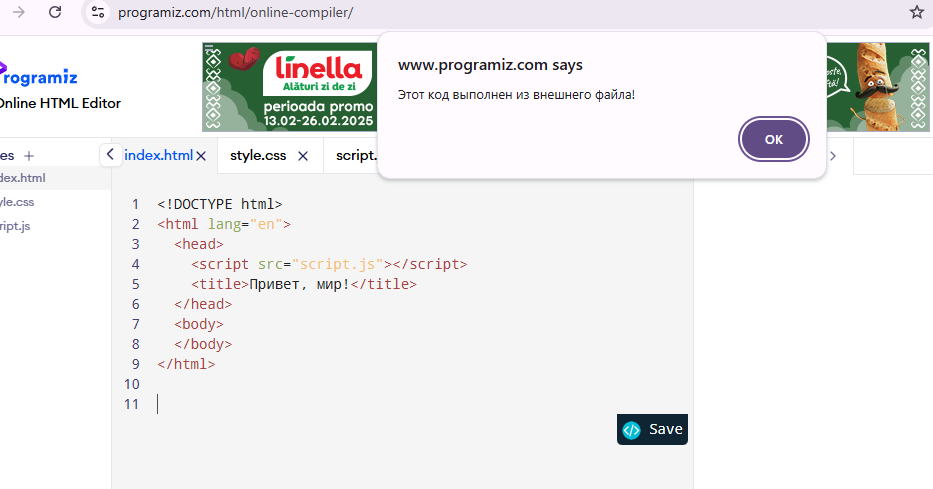 programiz.com/html/online-compiler/
rogramiz
Online HTML Editor
linella
Alături zi de zi
perioada promo
13.02-26.02.2025
www.programiz.com says
Этот код выполнен из внешнего файла!
OK
es +
dex.html
yle.css
ript.js
index.html
style.css
script.
1 <!DOCTYPE html>
2 <html lang="en">
3 <head>
4 <script src="script.js"></script>
5 <title>Привет, мир!</title>
6 </head>
7 <body>
8 </body>
9 </html>
10
11
</> Save